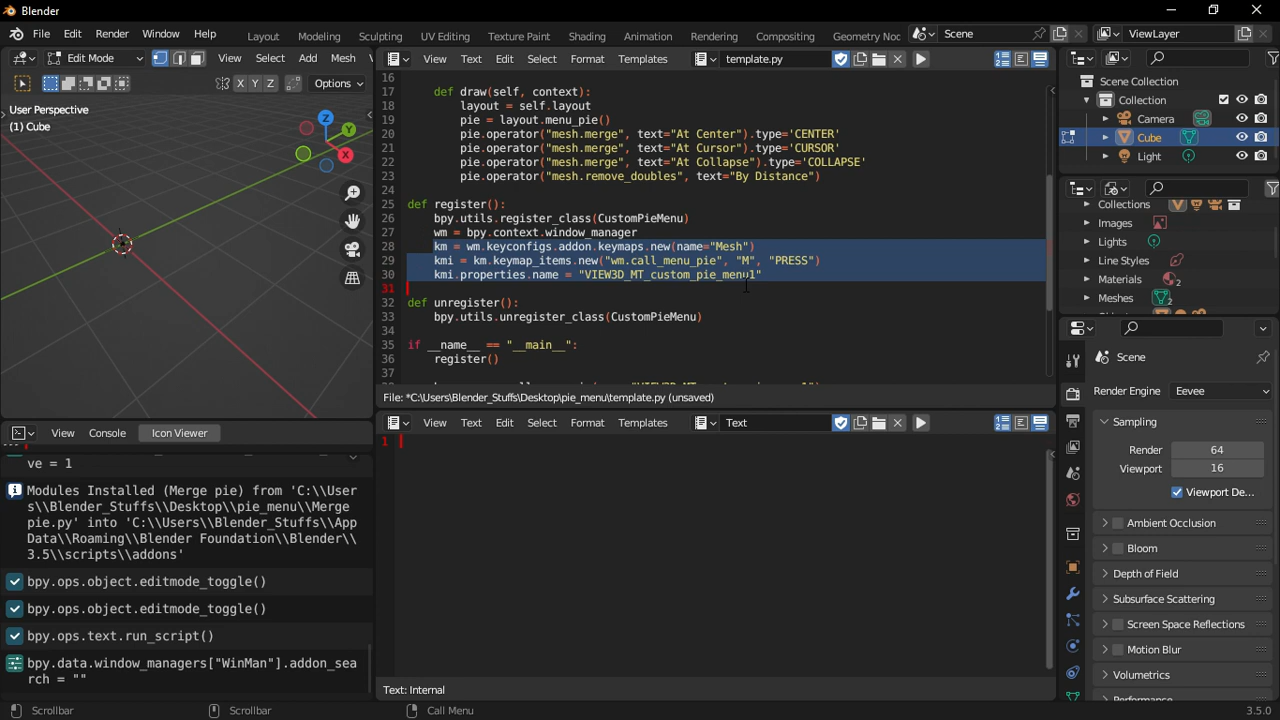 Blender
File Edit Render Window Help Layout Modeling Sculpting UV Editing Texture Paint Shading Animation Rendering Compositing Geometry Noc Scene ViewLayer
Edit Mode View Select Add Mesh
X Y Z Options
User Perspective
(1) Cube
Z
Y
X
View Text Edit Select Format Templates template.py
16
17 def draw(self, context):
18 layout = self.layout
19 pie = layout.menu_pie()
20 pie.operator("mesh.merge", text="At Center").type='CENTER'
21 pie.operator("mesh.merge", text="At Cursor").type='CURSOR'
22 pie.operator("mesh.merge", text="At Collapse").type='COLLAPSE'
23 pie.operator("mesh.remove_doubles", text="By Distance")
24
25 def register():
26 bpy.utils.register_class(CustomPieMenu)
27 wm = bpy.context.window_manager
28 km = wm.keyconfigs.addon.keymaps.new(name="Mesh")
29 kmi = km.keymap_items.new("wm.call_menu_pie", "M", "PRESS")
30 kmi.properties.name = "VIEW3D_MT_custom_pie_menu1"
31
32 def unregister():
33 bpy.utils.unregister_class(CustomPieMenu)
34
35 if __name__ == "__main__":
36 register()
37
File: *C:\Users\Blender_Stuffs\Desktop\pie_menu\template.py (unsaved)
View Text Edit Select Format Templates Text
1
Text: Internal
View Console Icon Viewer
ve = 1
Modules Installed (Merge pie) from 'C:\\User
s\\Blender_Stuffs\\Desktop\\pie_menu\\Merge
pie.py' into 'C:\\Users\\Blender_Stuffs\\App
Data\\Roaming\\Blender Foundation\\Blender\\
3.5\\scripts\\addons'
bpy.ops.object.editmode_toggle()
bpy.ops.object.editmode_toggle()
bpy.ops.text.run_script()
bpy.data.window_managers["WinMan"].addon_sea
rch = ""
Scene Collection
Collection
Camera
Cube
Light
Collections
Images
Lights
Line Styles
Materials 2
Meshes 2
Scene
Render Engine Eevee
Sampling
Render 64
Viewport 16
Viewport De...
Ambient Occlusion
Bloom
Depth of Field
Subsurface Scattering
Screen Space Reflections
Motion Blur
Volumetrics
Scrollbar Scrollbar Call Menu 3.5.0